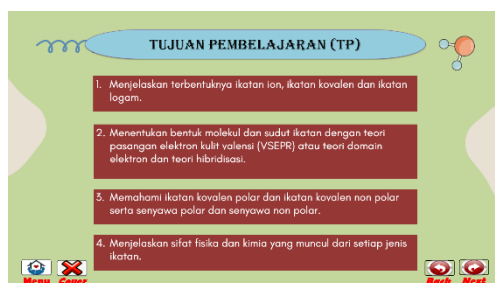 TUJUAN PEMBELAJARAN (TP)
1. Menjelaskan terbentuknya ikatan ion, ikatan kovalen dan ikatan
logam.
2. Menentukan bentuk molekul dan sudut ikatan dengan teori
pasangan elektron kulit valensi (VSEPR) atau teori domain
elektron dan teori hibridisasi.
3. Memahami ikatan kovalen polar dan ikatan kovalen non polar
serta senyawa polar dan senyawa non polar.
4. Menjelaskan sifat fisika dan kimia yang muncul dari setiap jenis
ikatan.
Menu Cover Back Next